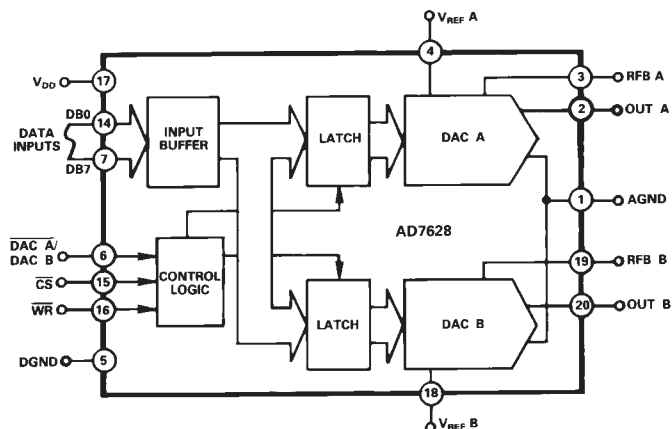 VREF A
4
VDD
17
3
RFB A
DB0
14
2
OUT A
DATA
INPUTS
INPUT
BUFFER
LATCH
DAC A
7
DB7
1
AGND
AD7628
DAC A/
DAC B
6
CONTROL
LOGIC
19
RFB B
CS
15
20
OUT B
WR
16
LATCH
DAC B
DGND
5
18
VREF B